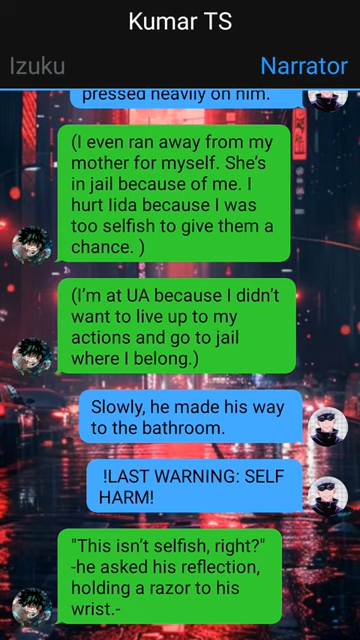 Kumar TS
Izuku
Narrator
pressed heavily on him.
(I even ran away from my
mother for myself. She's
in jail because of me. I
hurt Iida because I was
too selfish to give them a
chance. )
(I'm at UA because I didn't
want to live up to my
actions and go to jail
where I belong.)
Slowly, he made his way
to the bathroom.
!LAST WARNING: SELF
HARM!
"This isn't selfish, right?"
-he asked his reflection,
holding a razor to his
wrist.-